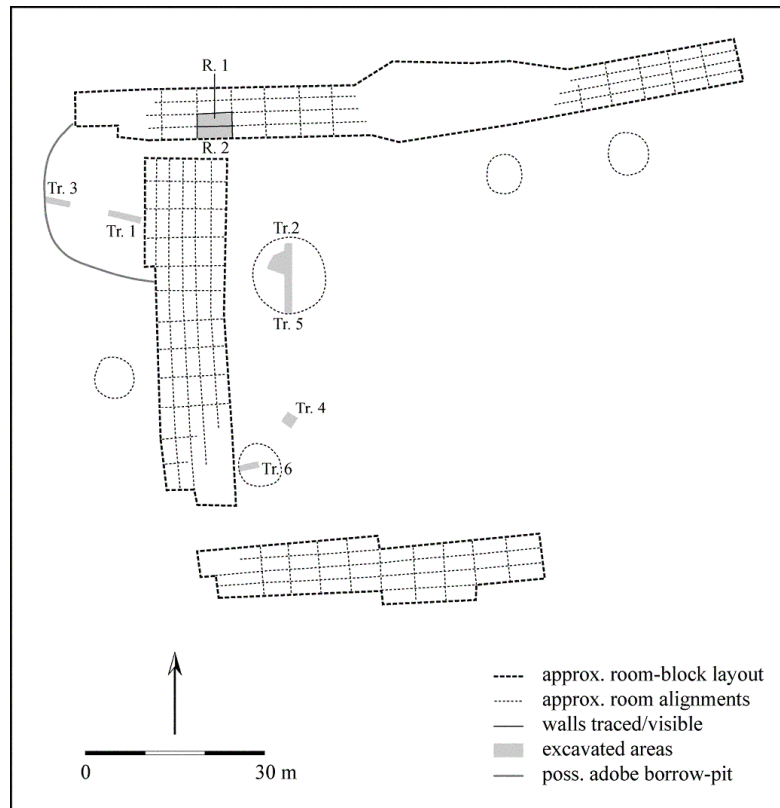 R. 1
R. 2
Tr. 3
Tr. 1
Tr.2
Tr. 5
Tr. 4
Tr. 6
approx. room-block layout
approx. room alignments
walls traced/visible
excavated areas
poss. adobe borrow-pit
0 30 m